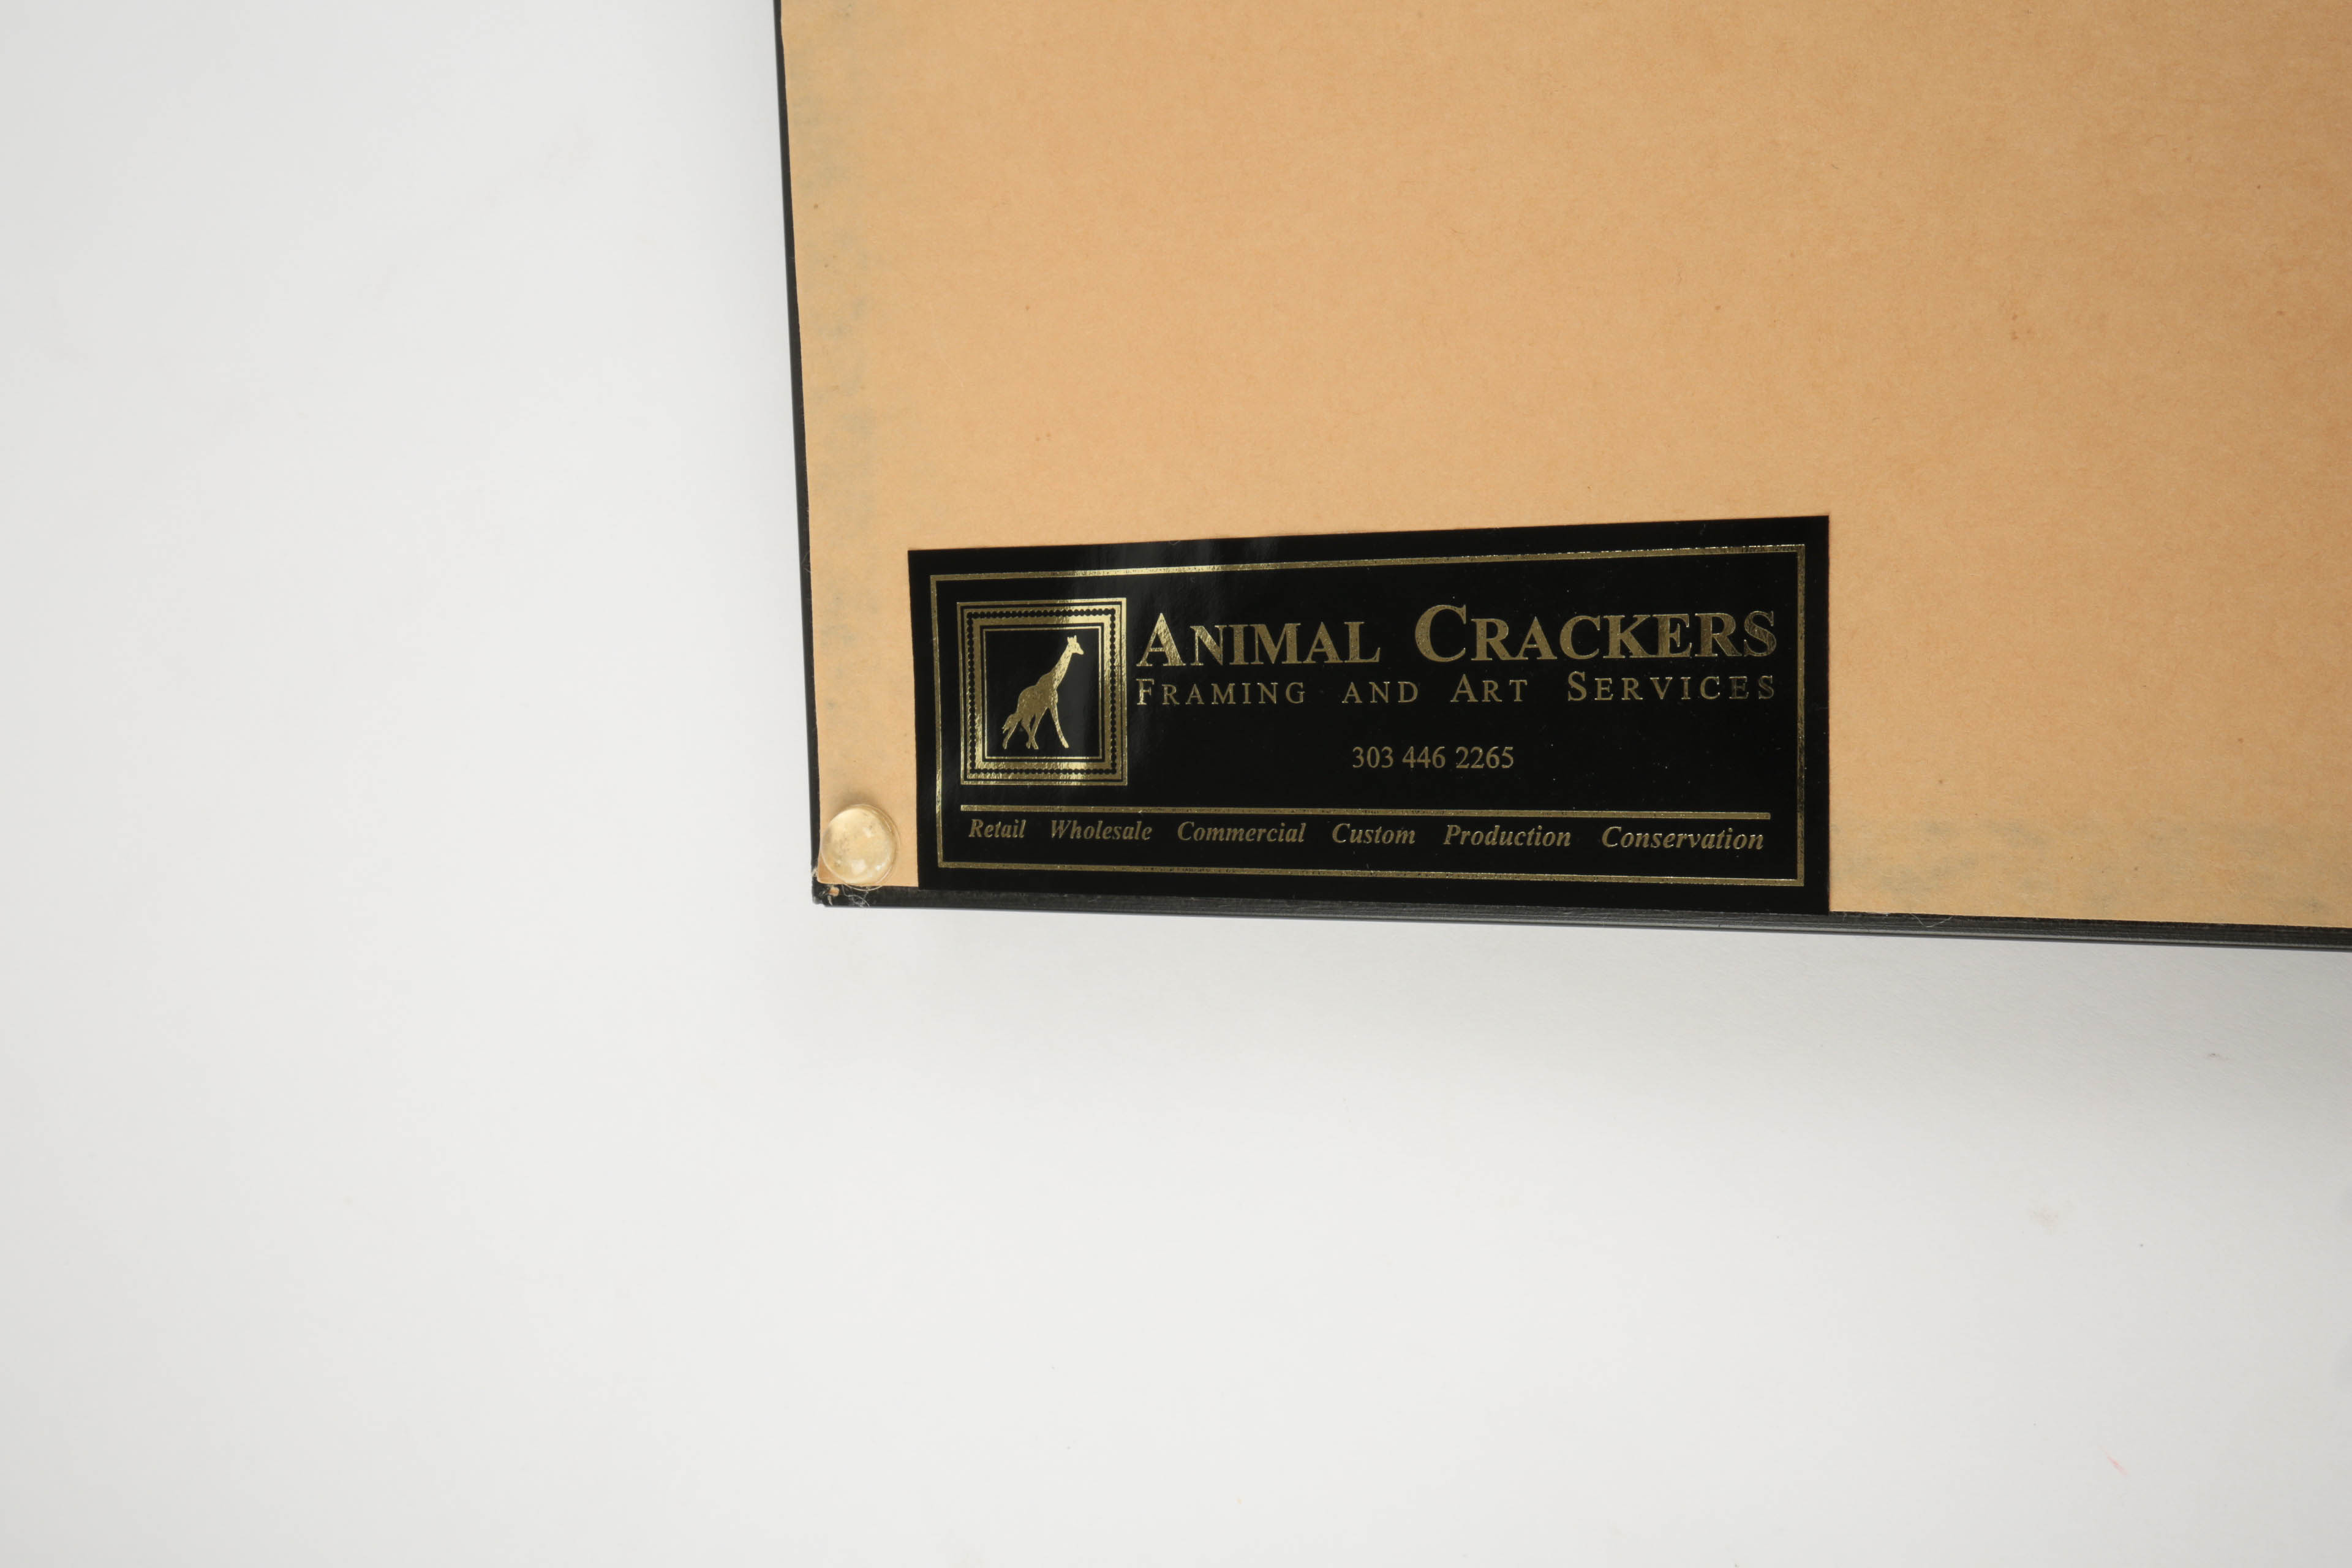 ANIMAL CRACKERS
FRAMING AND ART SERVICES
303 446 2265
Retail Wholesale Commercial Custom Production Conservation